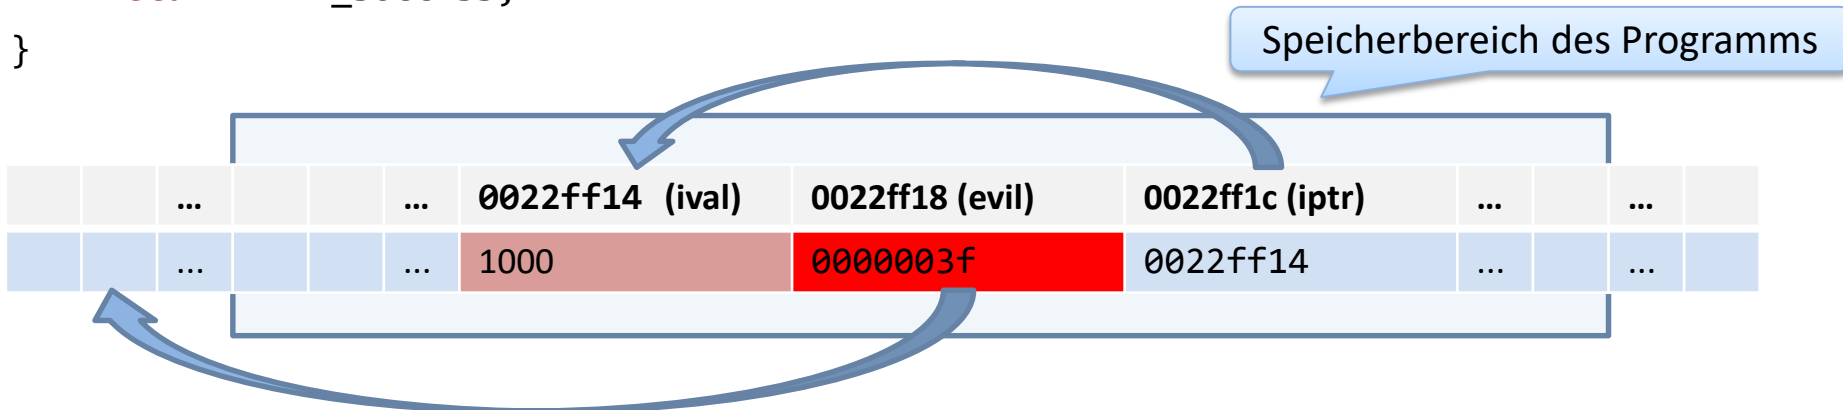 }
Speicherbereich des Programms
... ... 0022ff14 (ival) 0022ff18 (evil) 0022ff1c (iptr) ... ...
... ... 1000 0000003f 0022ff14 ... ...